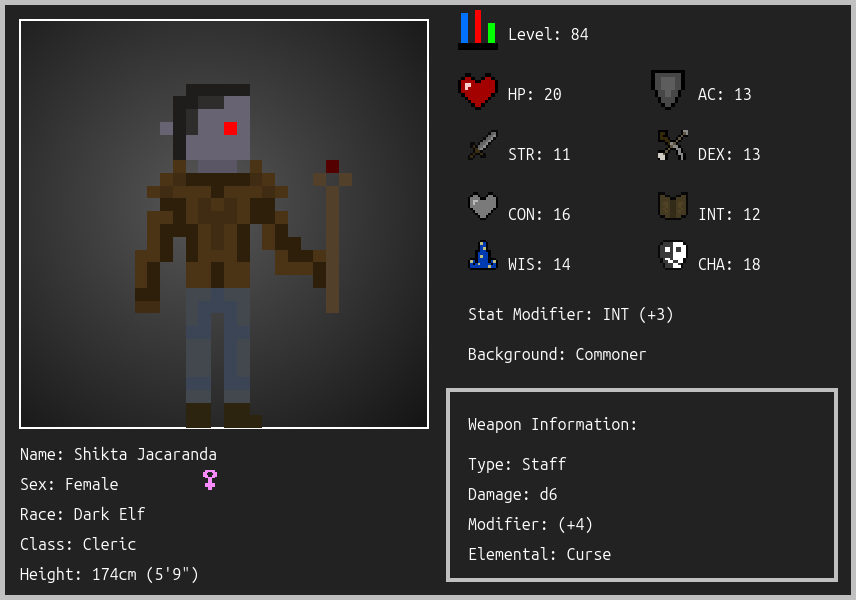 Level: 84
HP: 20
AC: 13
STR: 11
DEX: 13
CON: 16
INT: 12
WIS: 14
CHA: 18
Stat Modifier: INT (+3)
Background: Commoner
Weapon Information:
Type: Staff
Damage: d6
Modifier: (+4)
Elemental: Curse
Name: Shikta Jacaranda
Sex: Female
Race: Dark Elf
Class: Cleric
Height: 174cm (5'9")